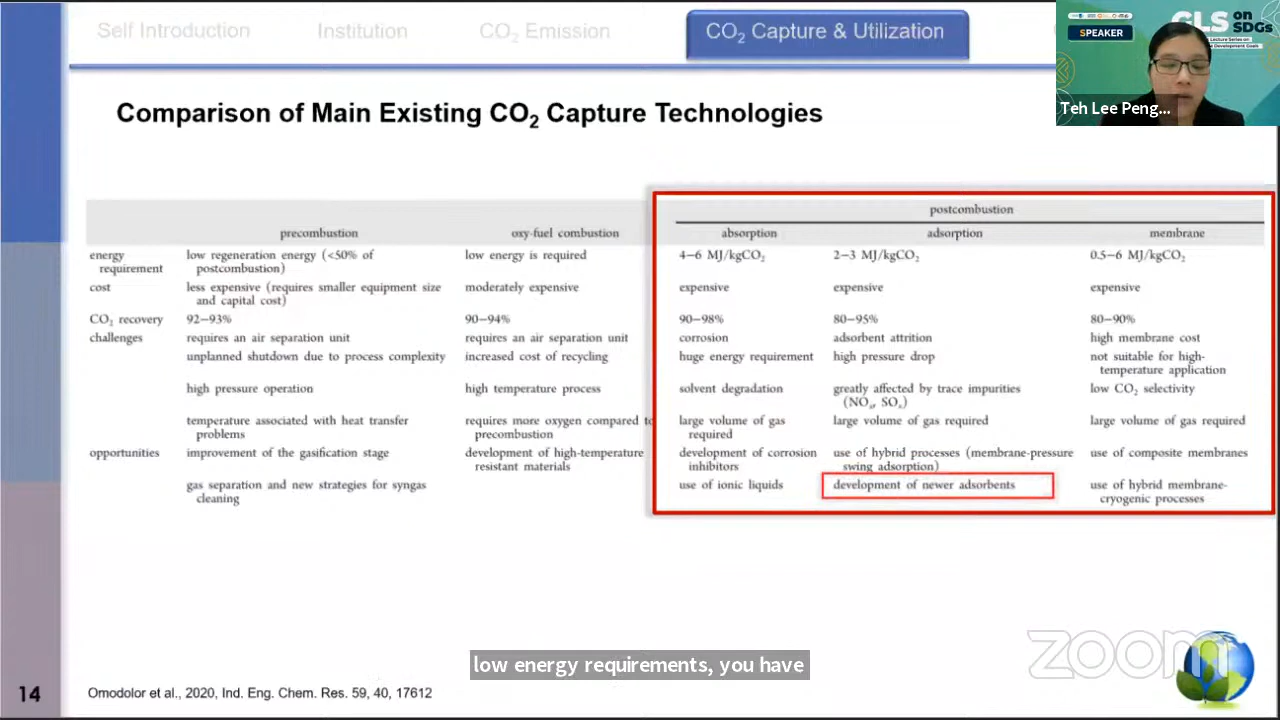 Self Introduction
Institution
CO₂ Emission
CO₂ Capture & Utilization
SPEAKER
GLS on SDGs
Teh Lee Peng...
Comparison of Main Existing CO₂ Capture Technologies
postcombustion
precombustion oxy-fuel combustion absorption adsorption membrane
energy requirement low regeneration energy (<50% of postcombustion) low energy is required 4–6 MJ/kgCO₂ 2–3 MJ/kgCO₂ 0.5–6 MJ/kgCO₂
cost less expensive (requires smaller equipment size and capital cost) moderately expensive expensive expensive expensive
CO₂ recovery 92–93% 90–94% 90–98% 80–95% 80–90%
challenges requires an air separation unit requires an air separation unit corrosion adsorbent attrition high membrane cost
unplanned shutdown due to process complexity increased cost of recycling huge energy requirement high pressure drop not suitable for high-temperature application
high pressure operation high temperature process solvent degradation greatly affected by trace impurities (NOₓ, SOₓ) low CO₂ selectivity
temperature associated with heat transfer problems requires more oxygen compared to precombustion large volume of gas required large volume of gas required large volume of gas required
opportunities improvement of the gasification stage development of high-temperature resistant materials development of corrosion inhibitors use of hybrid processes (membrane-pressure swing adsorption) use of composite membranes
gas separation and new strategies for syngas cleaning use of ionic liquids development of newer adsorbents use of hybrid membrane-cryogenic processes
low energy requirements, you have
zoom
14
Omodolor et al., 2020, Ind. Eng. Chem. Res. 59, 40, 17612